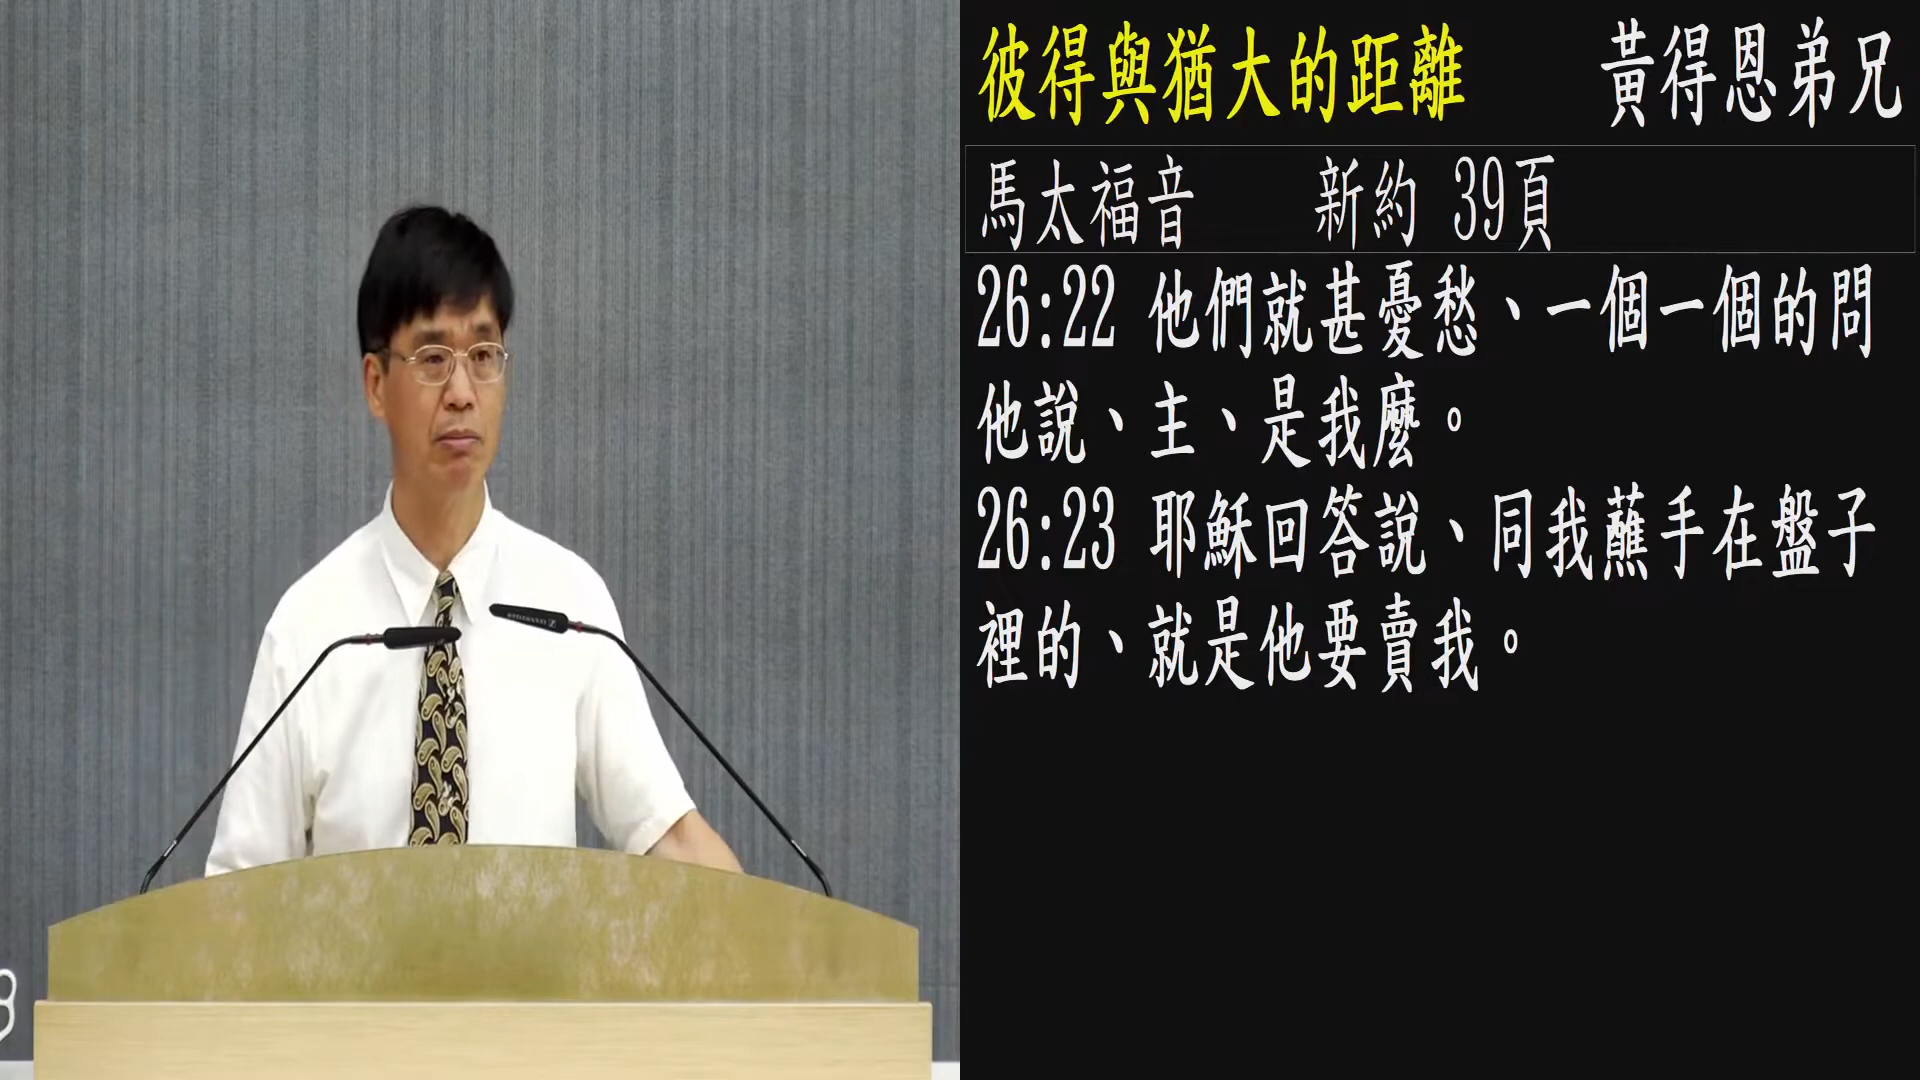 彼得與猶大的距離 黃得恩弟兄
馬太福音 新約 39頁
26:22 他們就甚憂愁、一個一個的問
他說、主、是我麼。
26:23 耶穌回答說、同我蘸手在盤子
裡的、就是他要賣我。